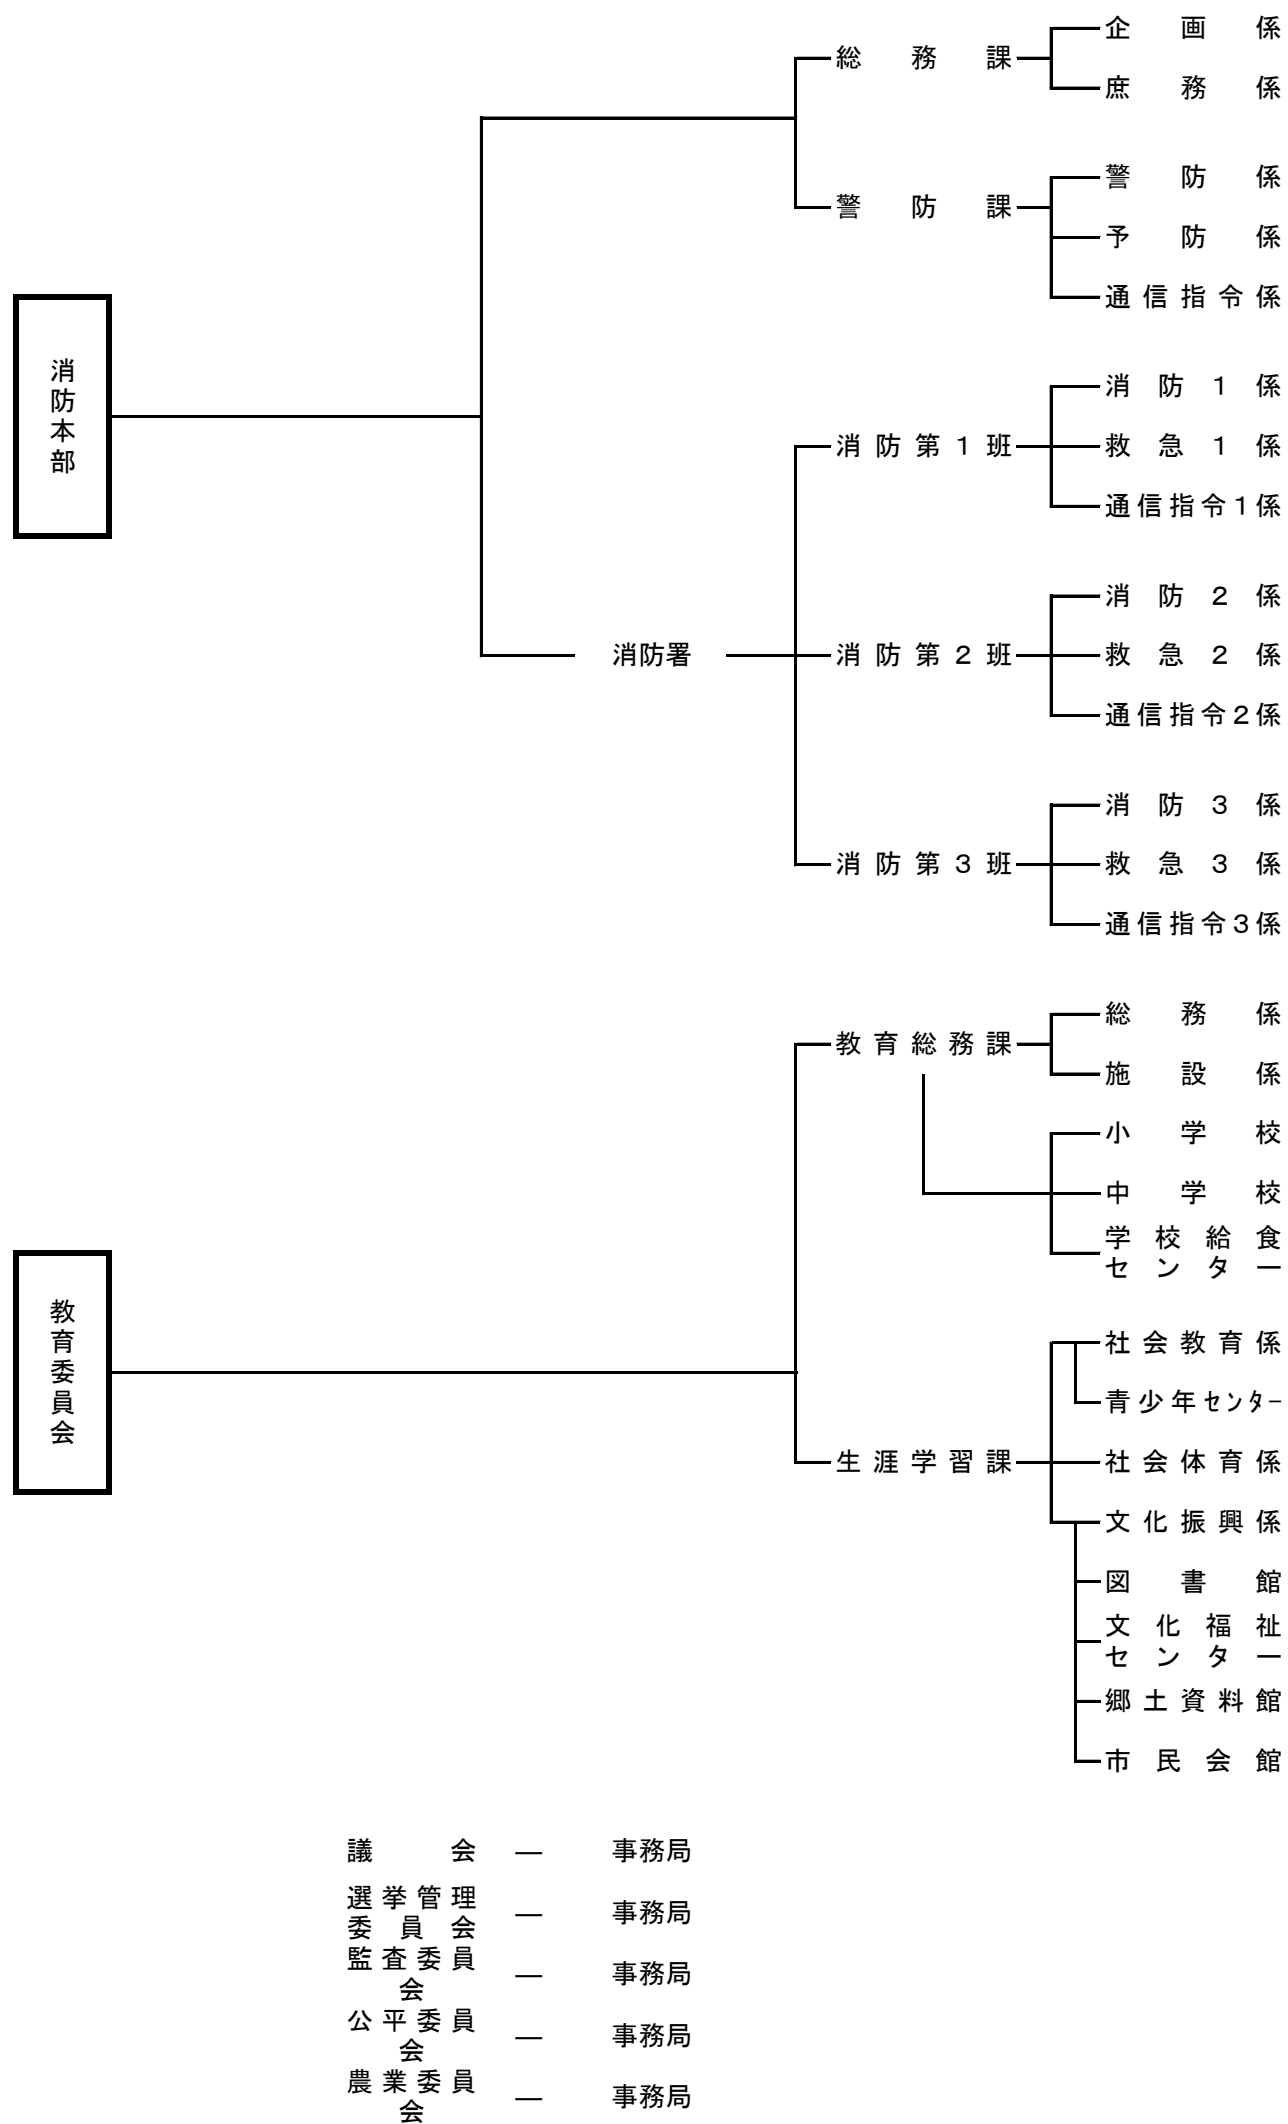 企画係
総務課
庶務係
警防係
警防課
予防係
通信指令係
消防本部
消防1係
消防第1班
救急1係
通信指令1係
消防2係
消防署
消防第2班
救急2係
通信指令2係
消防3係
消防第3班
救急3係
通信指令3係
総務係
教育総務課
施設係
小学校
中学校
学校給食
センター
教育委員会
社会教育係
青少年センター
生涯学習課
社会体育係
文化振興係
図書館
文化福祉
センター
郷土資料館
市民会館
議会 ― 事務局
選挙管理
委員会 ― 事務局
監査委員
会 ― 事務局
公平委員
会 ― 事務局
農業委員
会 ― 事務局